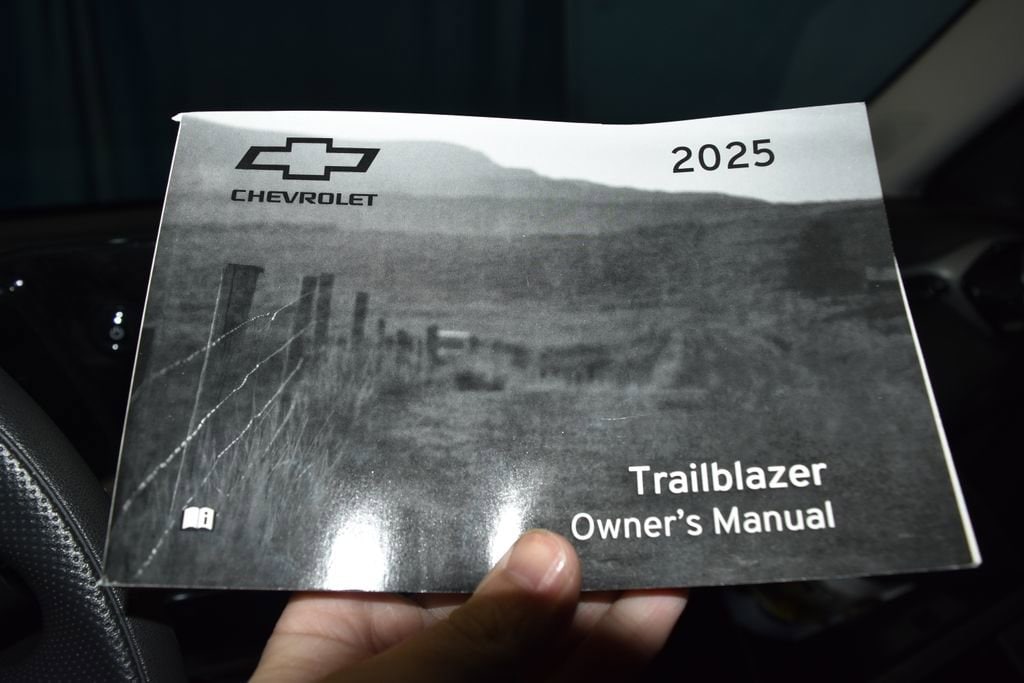 CHEVROLET
2025
Trailblazer
Owner's Manual